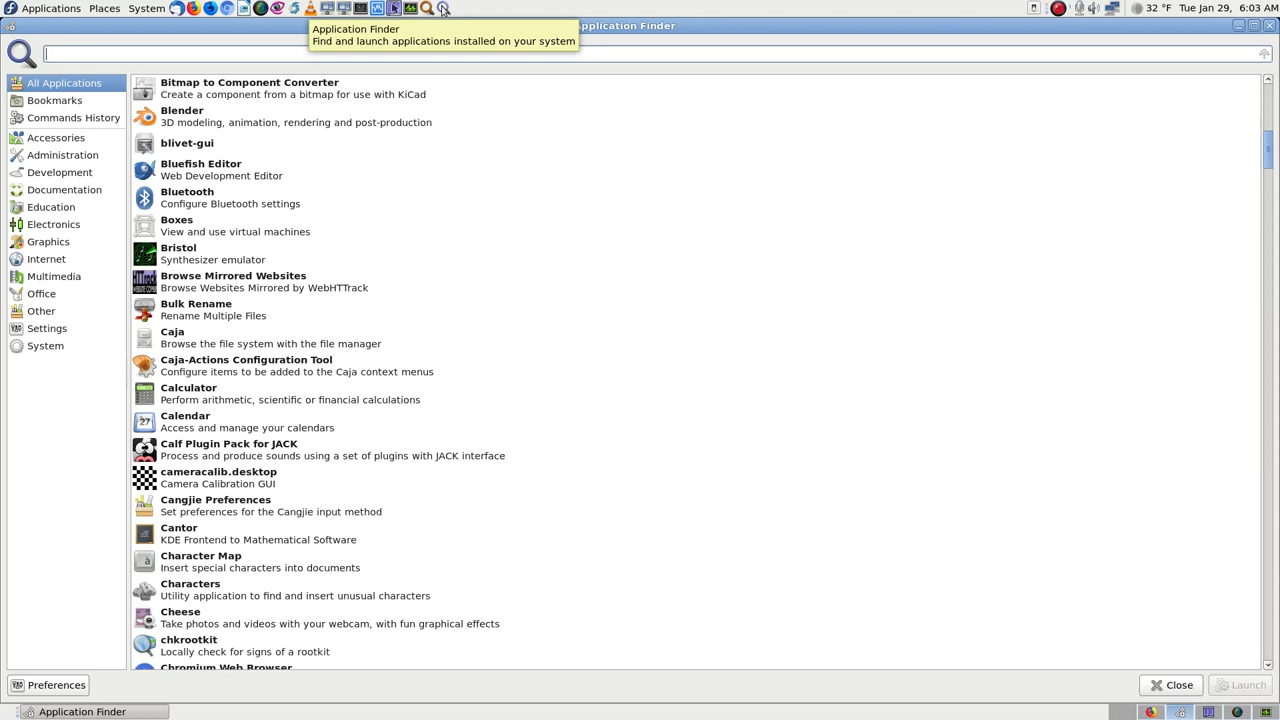 Applications Places System 32 °F Tue Jan 29, 6:03 AM
Application Finder
Application Finder
Find and launch applications installed on your system
All Applications
Bookmarks
Commands History
Accessories
Administration
Development
Documentation
Education
Electronics
Graphics
Internet
Multimedia
Office
Other
Settings
System
Bitmap to Component Converter
Create a component from a bitmap for use with KiCad
Blender
3D modeling, animation, rendering and post-production
blivet-gui
Bluefish Editor
Web Development Editor
Bluetooth
Configure Bluetooth settings
Boxes
View and use virtual machines
Bristol
Synthesizer emulator
Browse Mirrored Websites
Browse Websites Mirrored by WebHTTrack
Bulk Rename
Rename Multiple Files
Caja
Browse the file system with the file manager
Caja-Actions Configuration Tool
Configure items to be added to the Caja context menus
Calculator
Perform arithmetic, scientific or financial calculations
27
Calendar
Access and manage your calendars
Calf Plugin Pack for JACK
Process and produce sounds using a set of plugins with JACK interface
cameracalib.desktop
Camera Calibration GUI
Cangjie Preferences
Set preferences for the Cangjie input method
Cantor
KDE Frontend to Mathematical Software
Character Map
Insert special characters into documents
Characters
Utility application to find and insert unusual characters
Cheese
Take photos and videos with your webcam, with fun graphical effects
chkrootkit
Locally check for signs of a rootkit
Chromium Web Browser
Preferences
Close
Launch
Application Finder